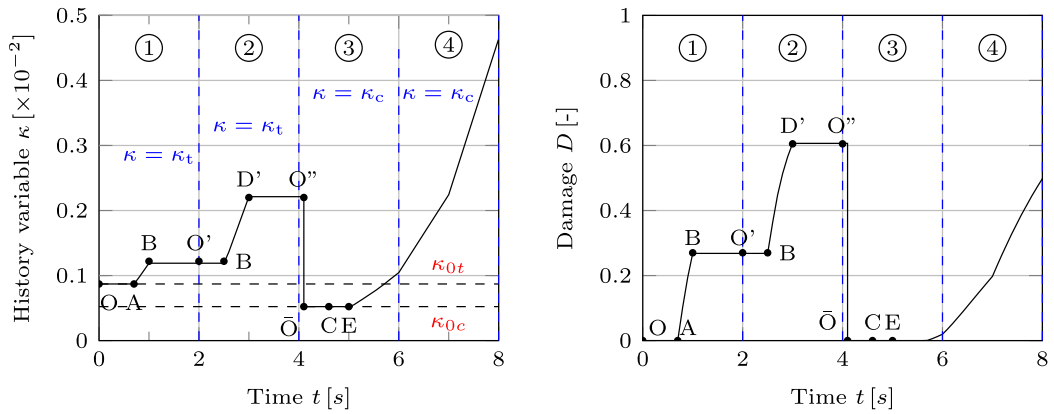 0.5
0.4
0.3
0.2
0.1
0
0 2 4 6 8
History variable κ [×10⁻²]
Time t [s]
① ② ③ ④
κ = κc κ = κc
κ = κt
κ = κt
D' O''
B O' B
κ0t
O A
Ō C E κ0c
1
0.8
0.6
0.4
0.2
0
0 2 4 6 8
Damage D [-]
Time t [s]
① ② ③ ④
D' O''
B O' B
O A Ō C E